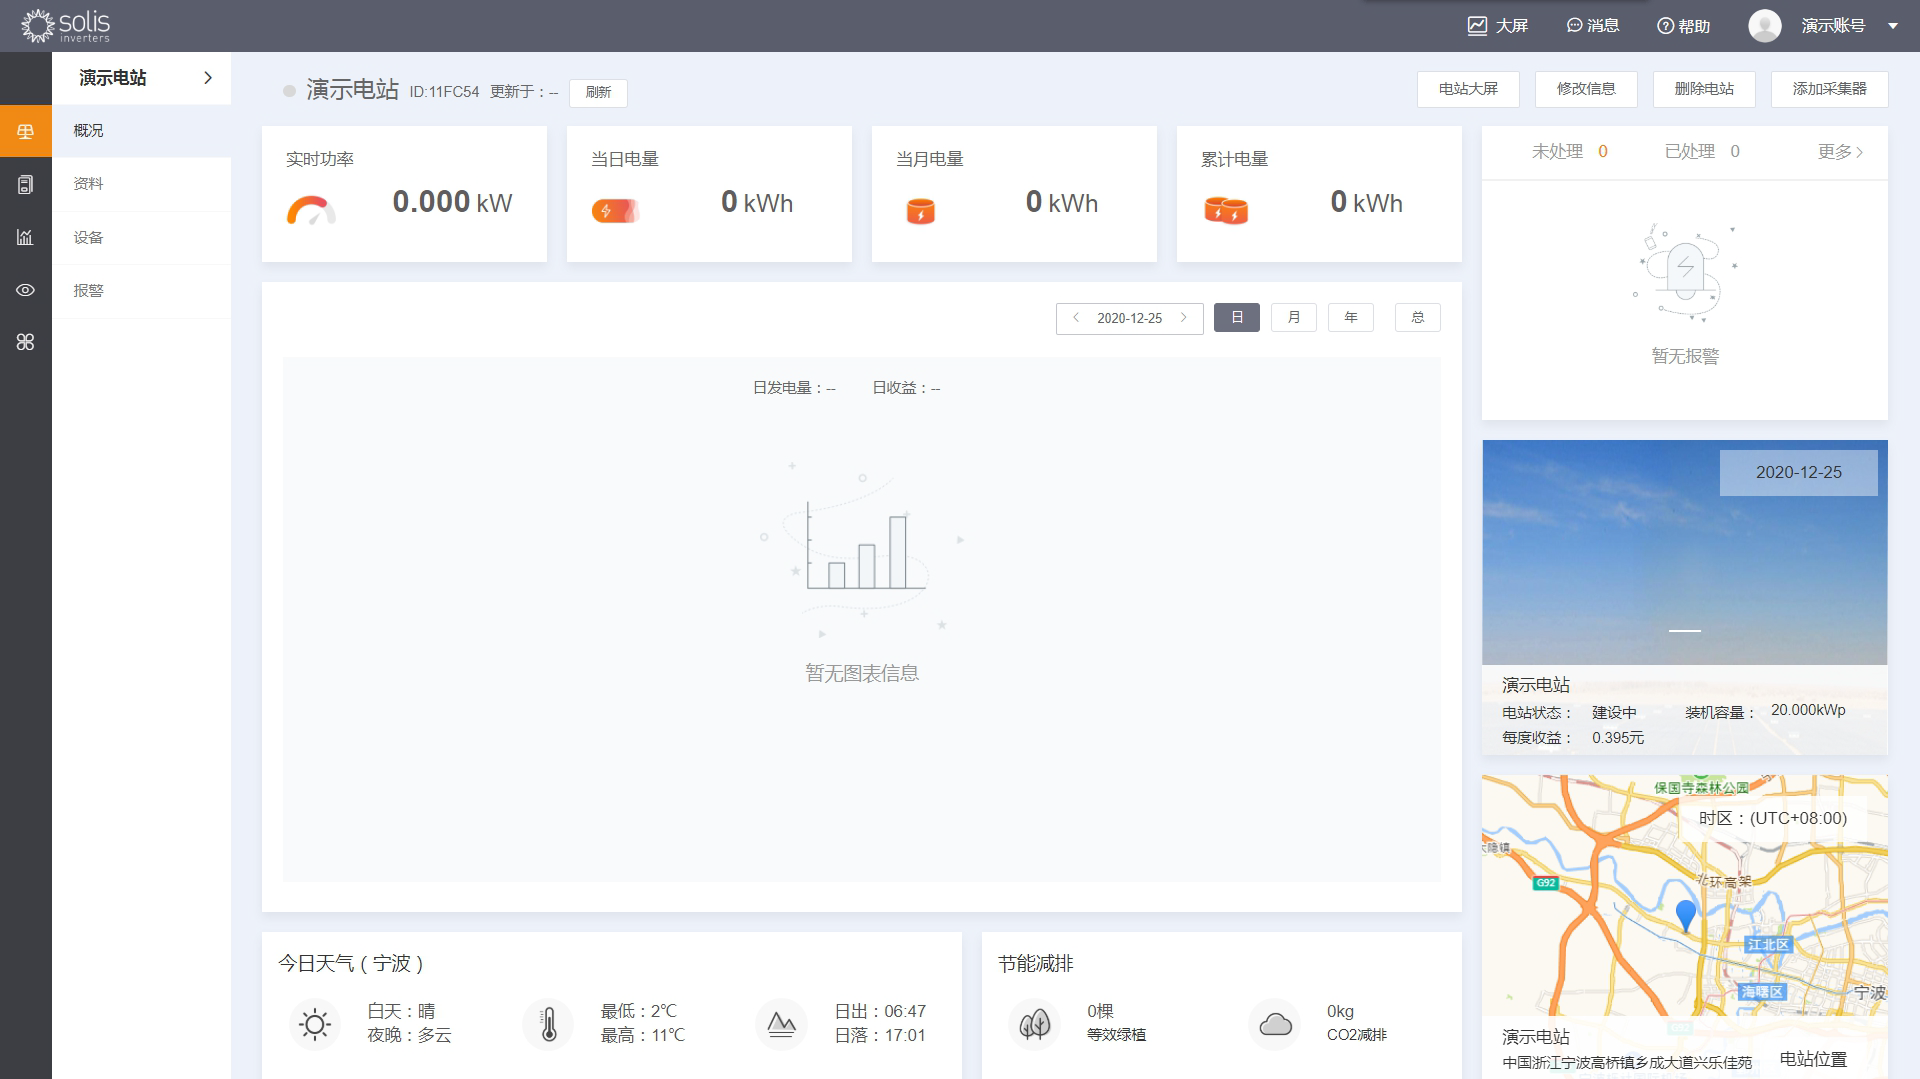 solis
inverters
大屏
消息
帮助
演示账号
演示电站
概况
资料
设备
报警
演示电站 ID:11FC54 更新于：-- 刷新
电站大屏
修改信息
删除电站
添加采集器
实时功率
0.000 kW
当日电量
0 kWh
当月电量
0 kWh
累计电量
0 kWh
未处理 0 已处理 0 更多
暂无报警
2020-12-25 日 月 年 总
日发电量：-- 日收益：--
暂无图表信息
2020-12-25
演示电站
电站状态： 建设中 装机容量： 20.000kWp
每度收益： 0.395元
保国寺森林公园
时区：(UTC+08:00)
大隐镇
G92
北环高架
江北区
海曙区
宁波
G92
演示电站
中国浙江宁波高桥镇乡成大道兴乐佳苑
电站位置
今日天气（宁波）
白天：晴
夜晚：多云
最低：2℃
最高：11℃
日出：06:47
日落：17:01
节能减排
0棵
等效绿植
0kg
CO2减排